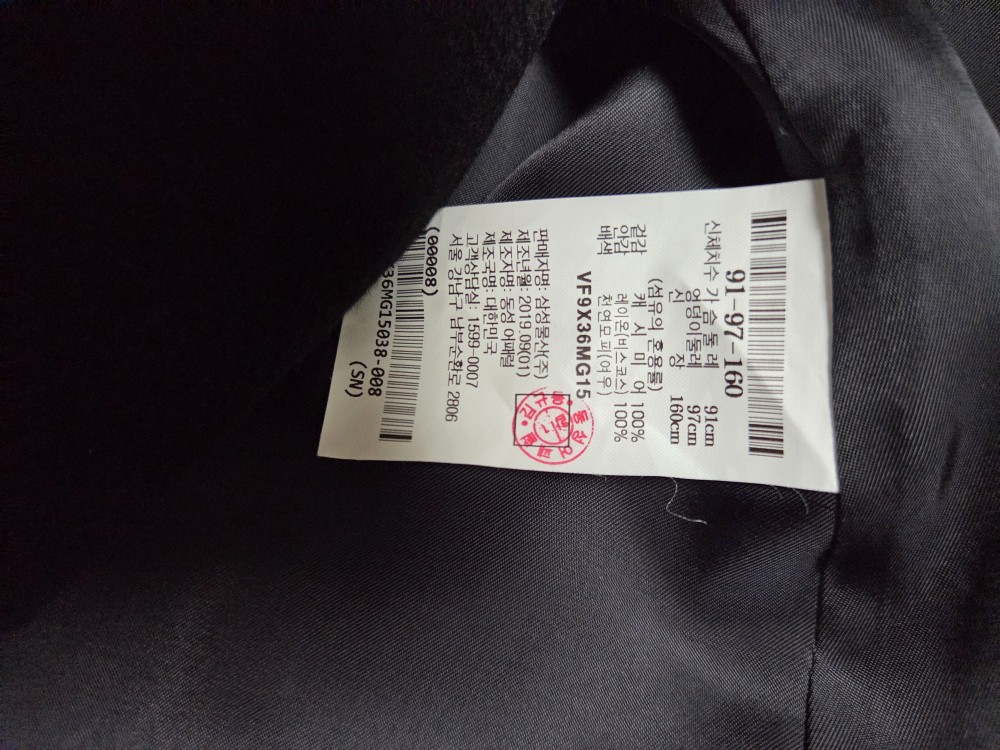 91-97-160
신체치수 가 슴 둘 레 91cm
엉덩이둘레 97cm
신 장 160cm
(섬유의 혼용률)
겉감 캐 시 미 어 100%
안감 레이온(비스코스) 100%
배색 천연모피(여우)
VF9X36MG15
판매자명: 삼성물산(주)
제조년월: 2019.09(01)
제조자명: 동성 어패럴
제조국명: 대한민국
고객상담실: 1599-0007
서울 강남구 남부순환로 2806
(00008)
36MG15038-008
(SN)